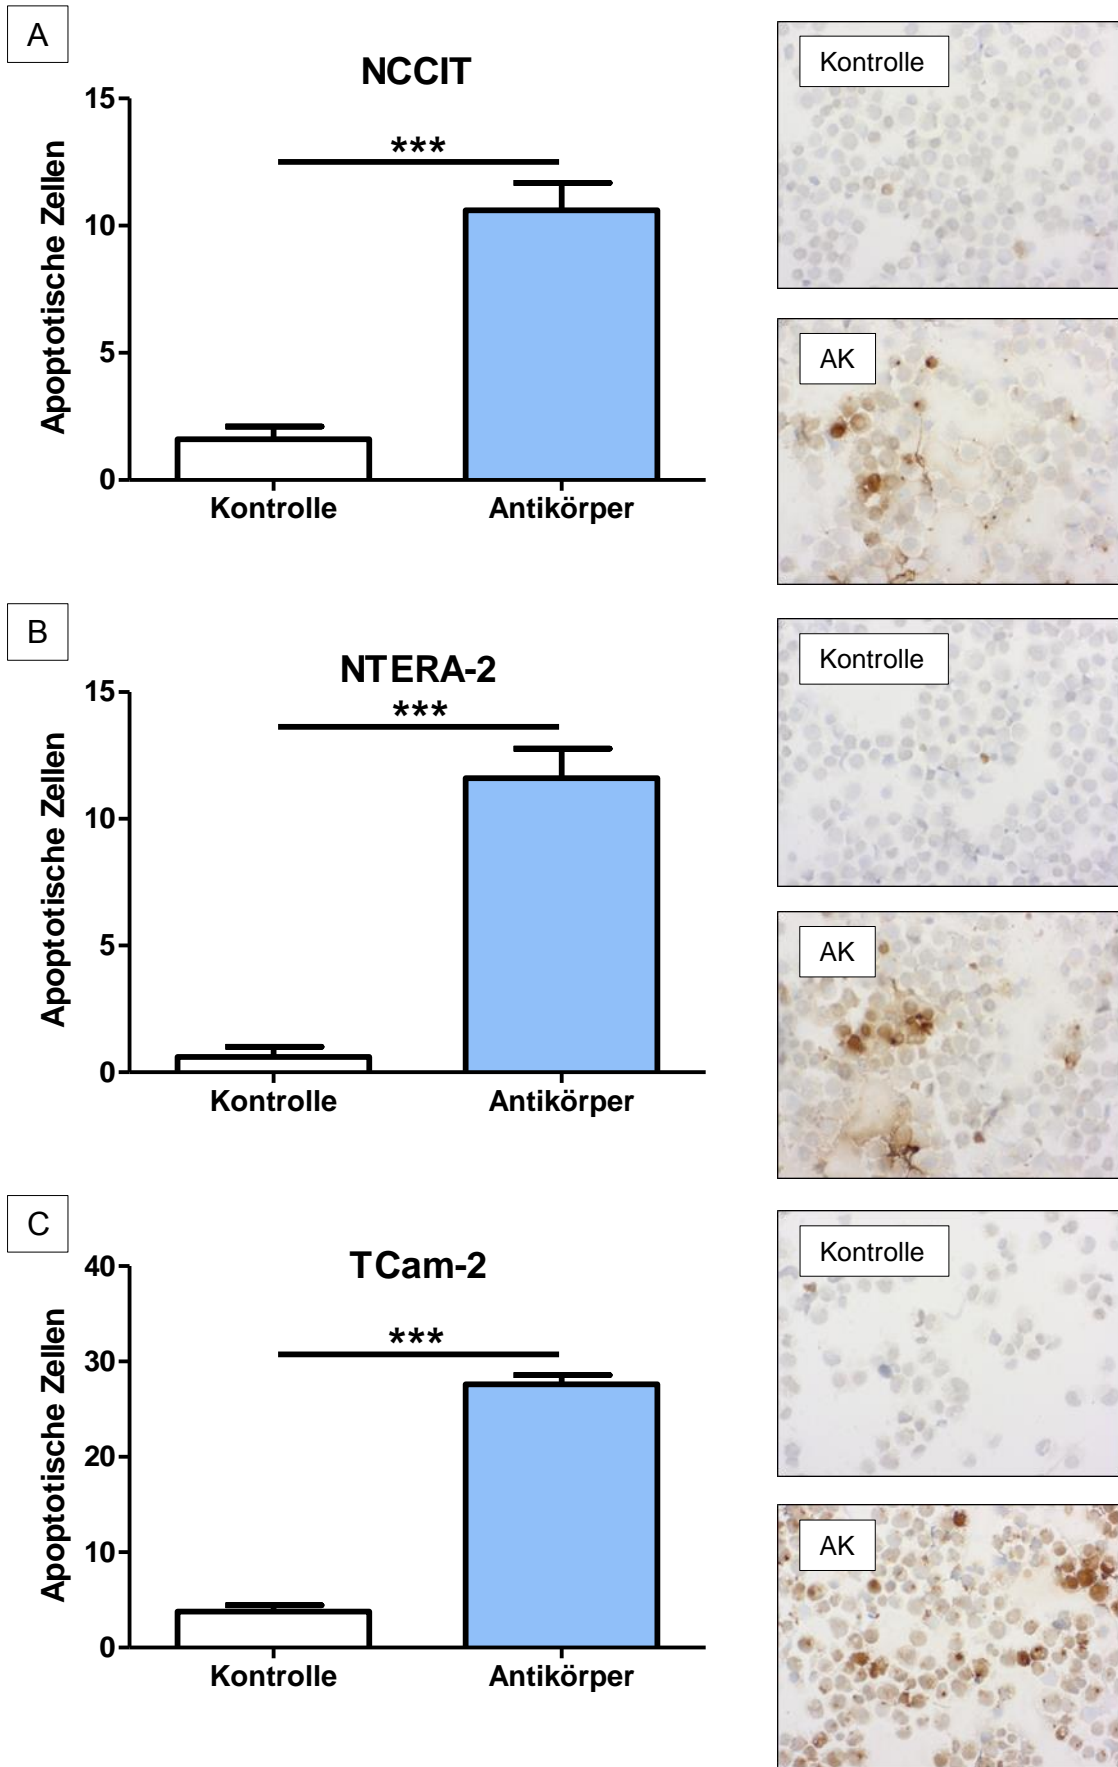 A
NCCIT
Apoptotische Zellen
15
10
5
0
***
Kontrolle
Antikörper
Kontrolle
AK
B
NTERA-2
Apoptotische Zellen
15
10
5
0
***
Kontrolle
Antikörper
Kontrolle
AK
C
TCam-2
Apoptotische Zellen
40
30
20
10
0
***
Kontrolle
Antikörper
Kontrolle
AK